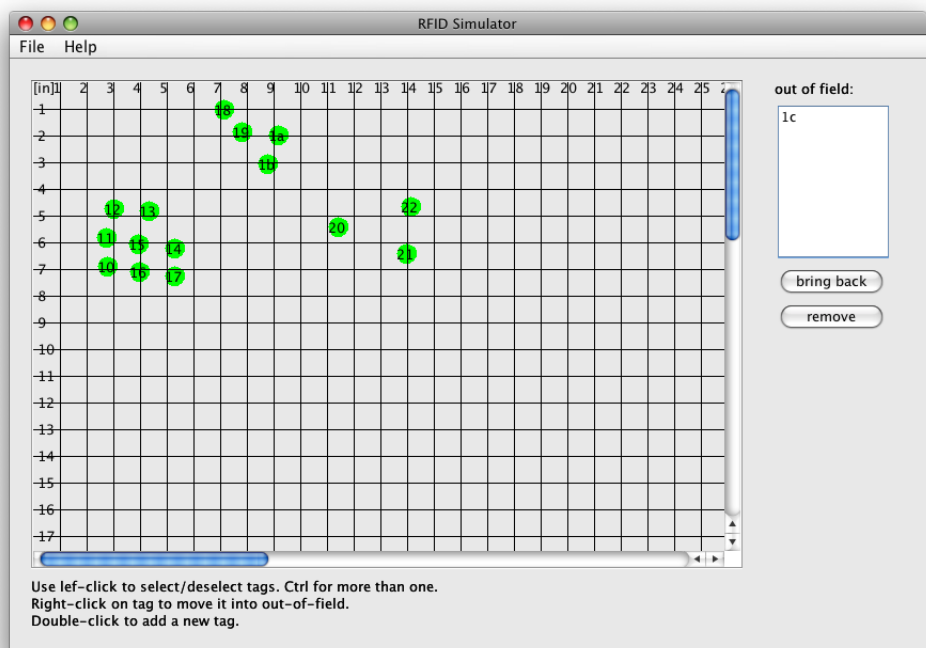 RFID Simulator
File Help
[in]1 2 3 4 5 6 7 8 9 10 11 12 13 14 15 16 17 18 19 20 21 22 23 24 25
out of field:
1
18
1c
2
19 1a
3
1b
4
12 13
22
5
20
11 15 14
6
21
10 16 17
7
bring back
8
remove
9
10
11
12
13
14
15
16
17
Use lef-click to select/deselect tags. Ctrl for more than one.
Right-click on tag to move it into out-of-field.
Double-click to add a new tag.